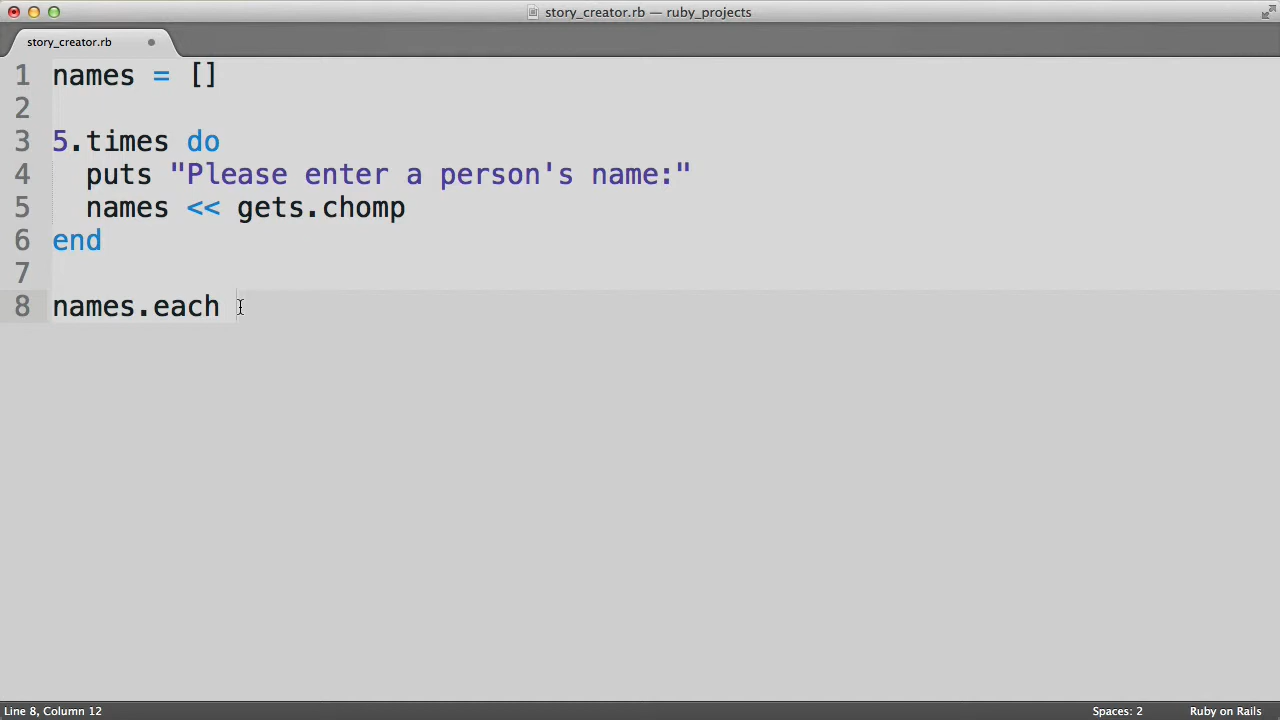 story_creator.rb — ruby_projects
story_creator.rb
1 names = []
2
3 5.times do
4   puts "Please enter a person's name:"
5   names << gets.chomp
6 end
7
8 names.each
Line 8, Column 12
Spaces: 2
Ruby on Rails